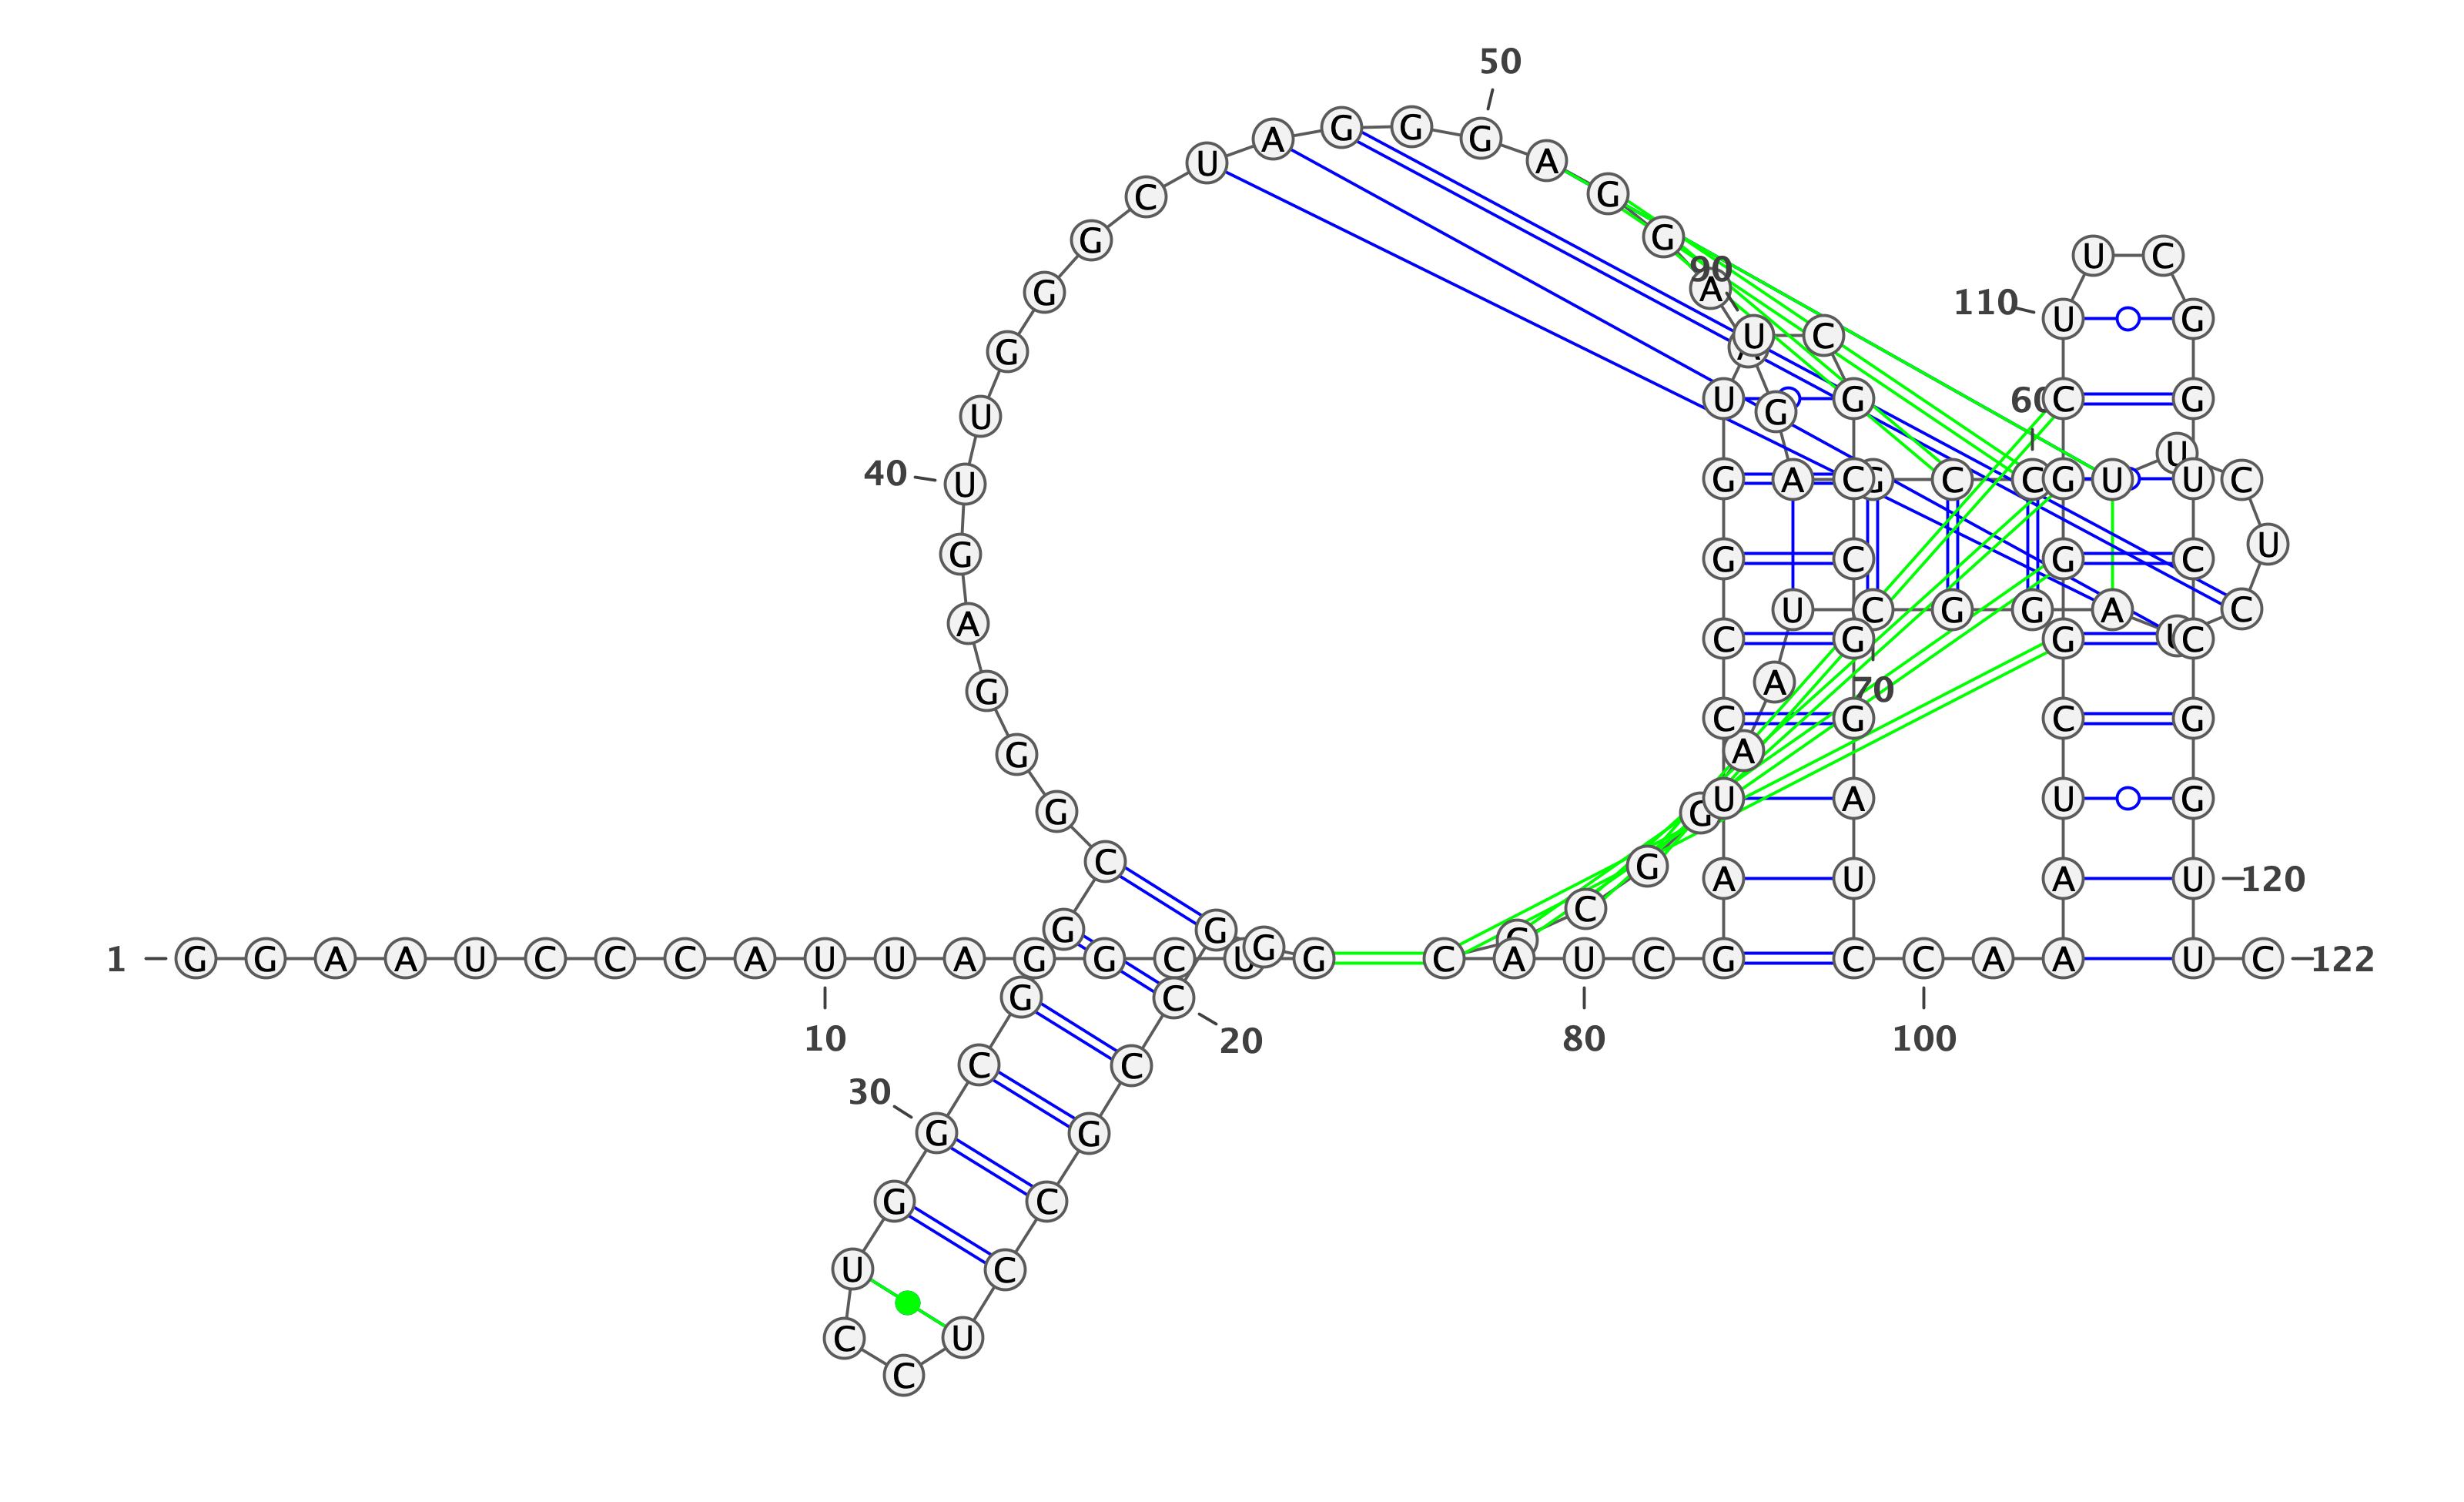 50
A G G G
U A
C G
G G U C
90
G A 110 U G
G A U C
U G 60 C G
U G
U
40 U G A C G C C G U U C
G G C G C U
A U C G G A C
C G G U C
G A 70
C G C G
G A
G G U A U G
C G A U A U 120
C
G G G C
1 G G A A U C C C A U U A G G C U G C A U C G C C A A U C 122
G C
10 20 80 100
C C
30 G G
G C
U C
C U
C